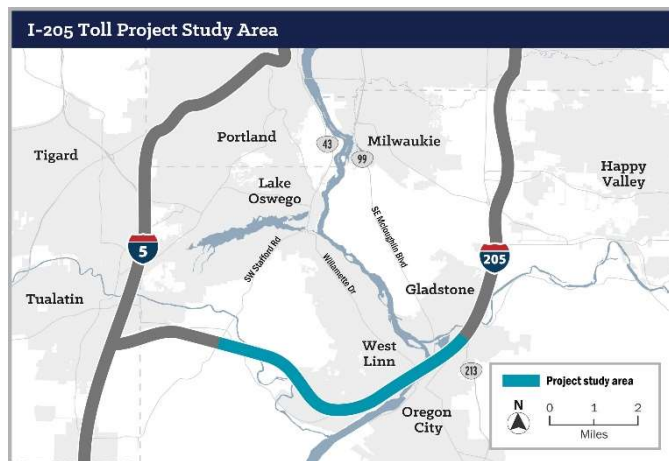 I-205 Toll Project Study Area
Portland
43
Milwaukie
99
Tigard
Happy
Valley
Lake
Oswego
5
SW Stafford Rd
Willamette Dr
SE Mcloughlin Blvd
205
Tualatin
Gladstone
West
Linn
213
Oregon
City
Project study area
N
0 1 2
Miles